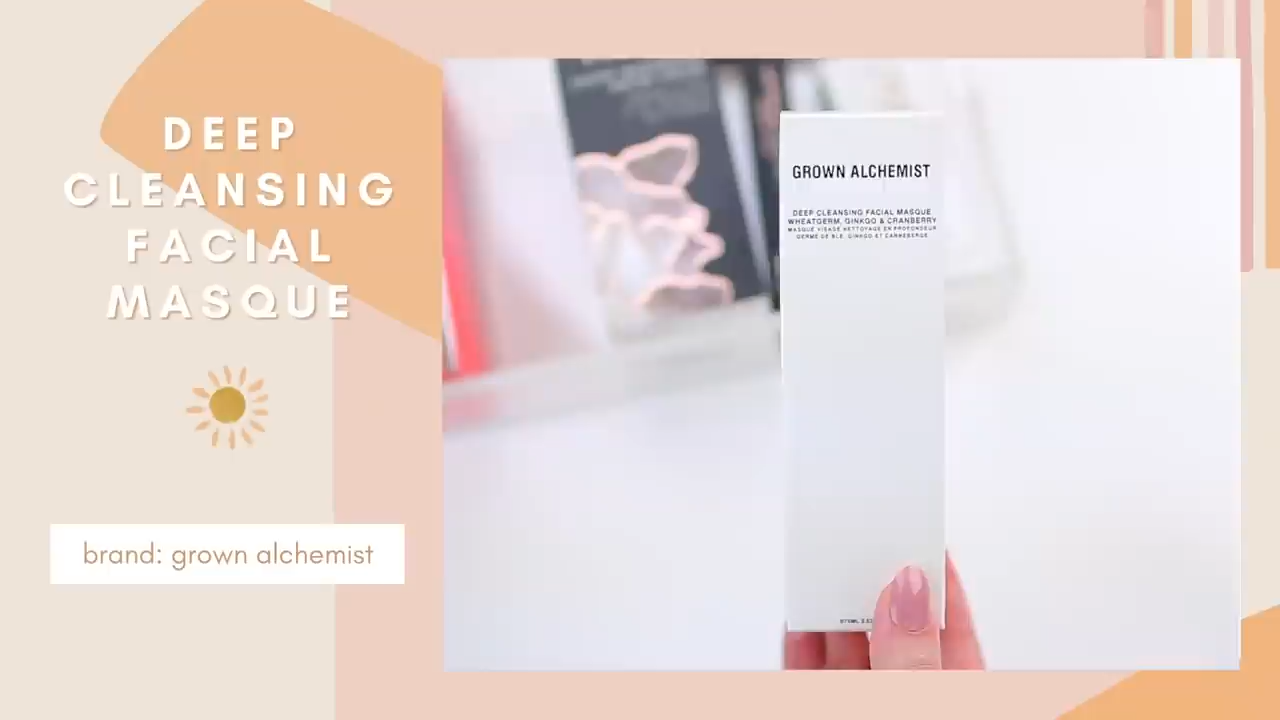 DEEP
CLEANSING
FACIAL
MASQUE
brand: grown alchemist
GROWN ALCHEMIST
DEEP CLEANSING FACIAL MASQUE
WHEATGERM, GINKGO & CRANBERRY
MASQUE VISAGE NETTOYAGE EN PROFONDEUR
GERME DE BLE, GINKGO ET CANNEBERGE